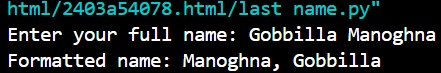 html/2403a54078.html/last name.py"
Enter your full name: Gobbilla Manoghna
Formatted name: Manoghna, Gobbilla